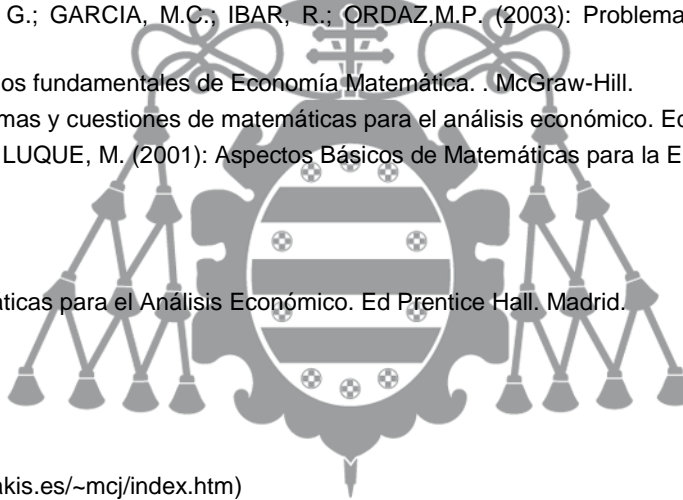 G.; GARCIA, M.C.; IBAR, R.; ORDAZ,M.P. (2003): Problema
os fundamentales de Economía Matemática. . McGraw-Hill.
mas y cuestiones de matemáticas para el análisis económico. Ec
LUQUE, M. (2001): Aspectos Básicos de Matemáticas para la E
áticas para el Análisis Económico. Ed Prentice Hall. Madrid.
akis.es/~mcj/index.htm)